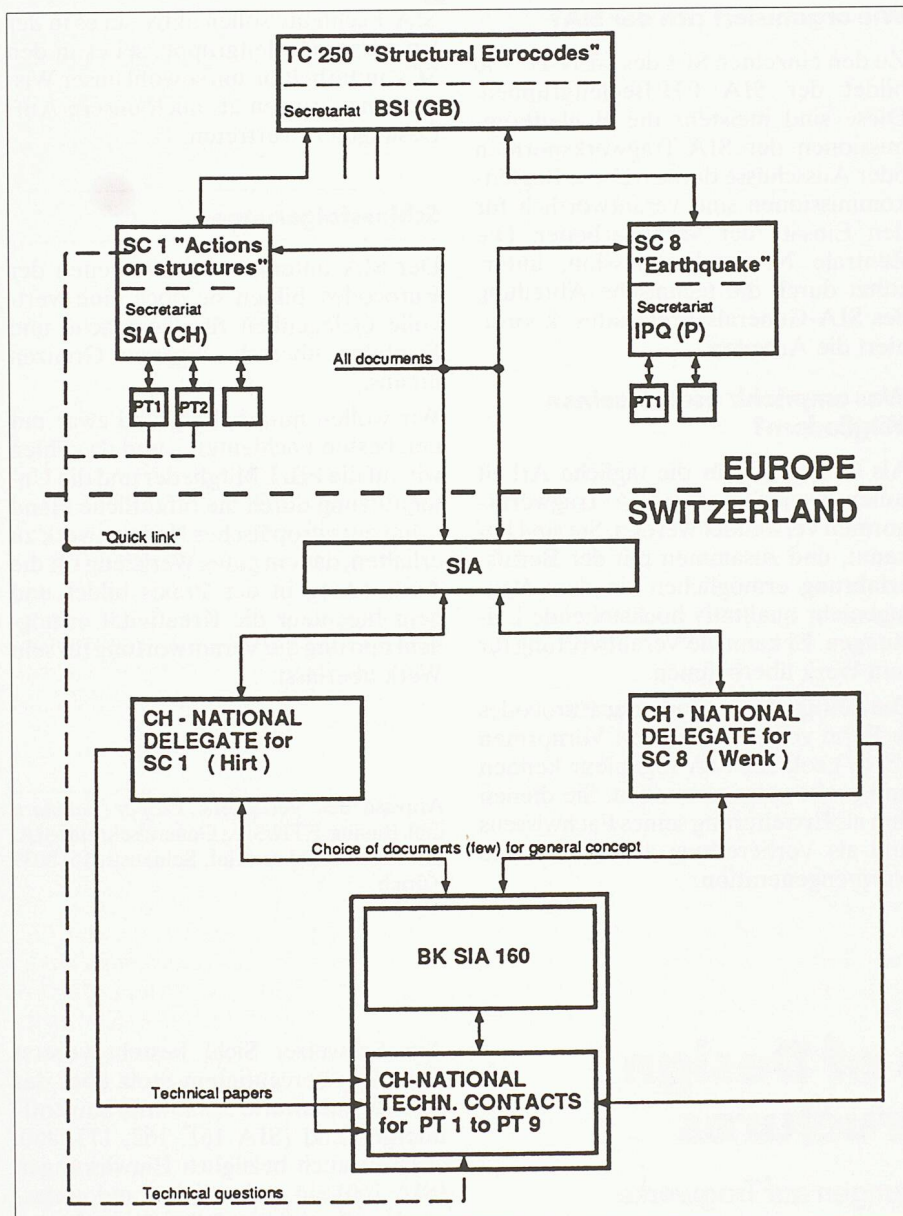 TC 250 "Structural Eurocodes"
Secretariat BSI (GB)
SC 1 "Actions
on structures"
Secretariat
SIA (CH)
SC 8
"Earthquake"
Secretariat
IPQ (P)
All documents
PT1
PT2
PT1
EUROPE
SWITZERLAND
"Quick link"
SIA
CH - NATIONAL
DELEGATE for
SC 1 ( Hirt )
CH - NATIONAL
DELEGATE for
SC 8 ( Wenk )
Choice of documents (few) for general concept
BK SIA 160
Technical papers
CH-NATIONAL
TECHN. CONTACTS
for PT 1 to PT 9
Technical questions